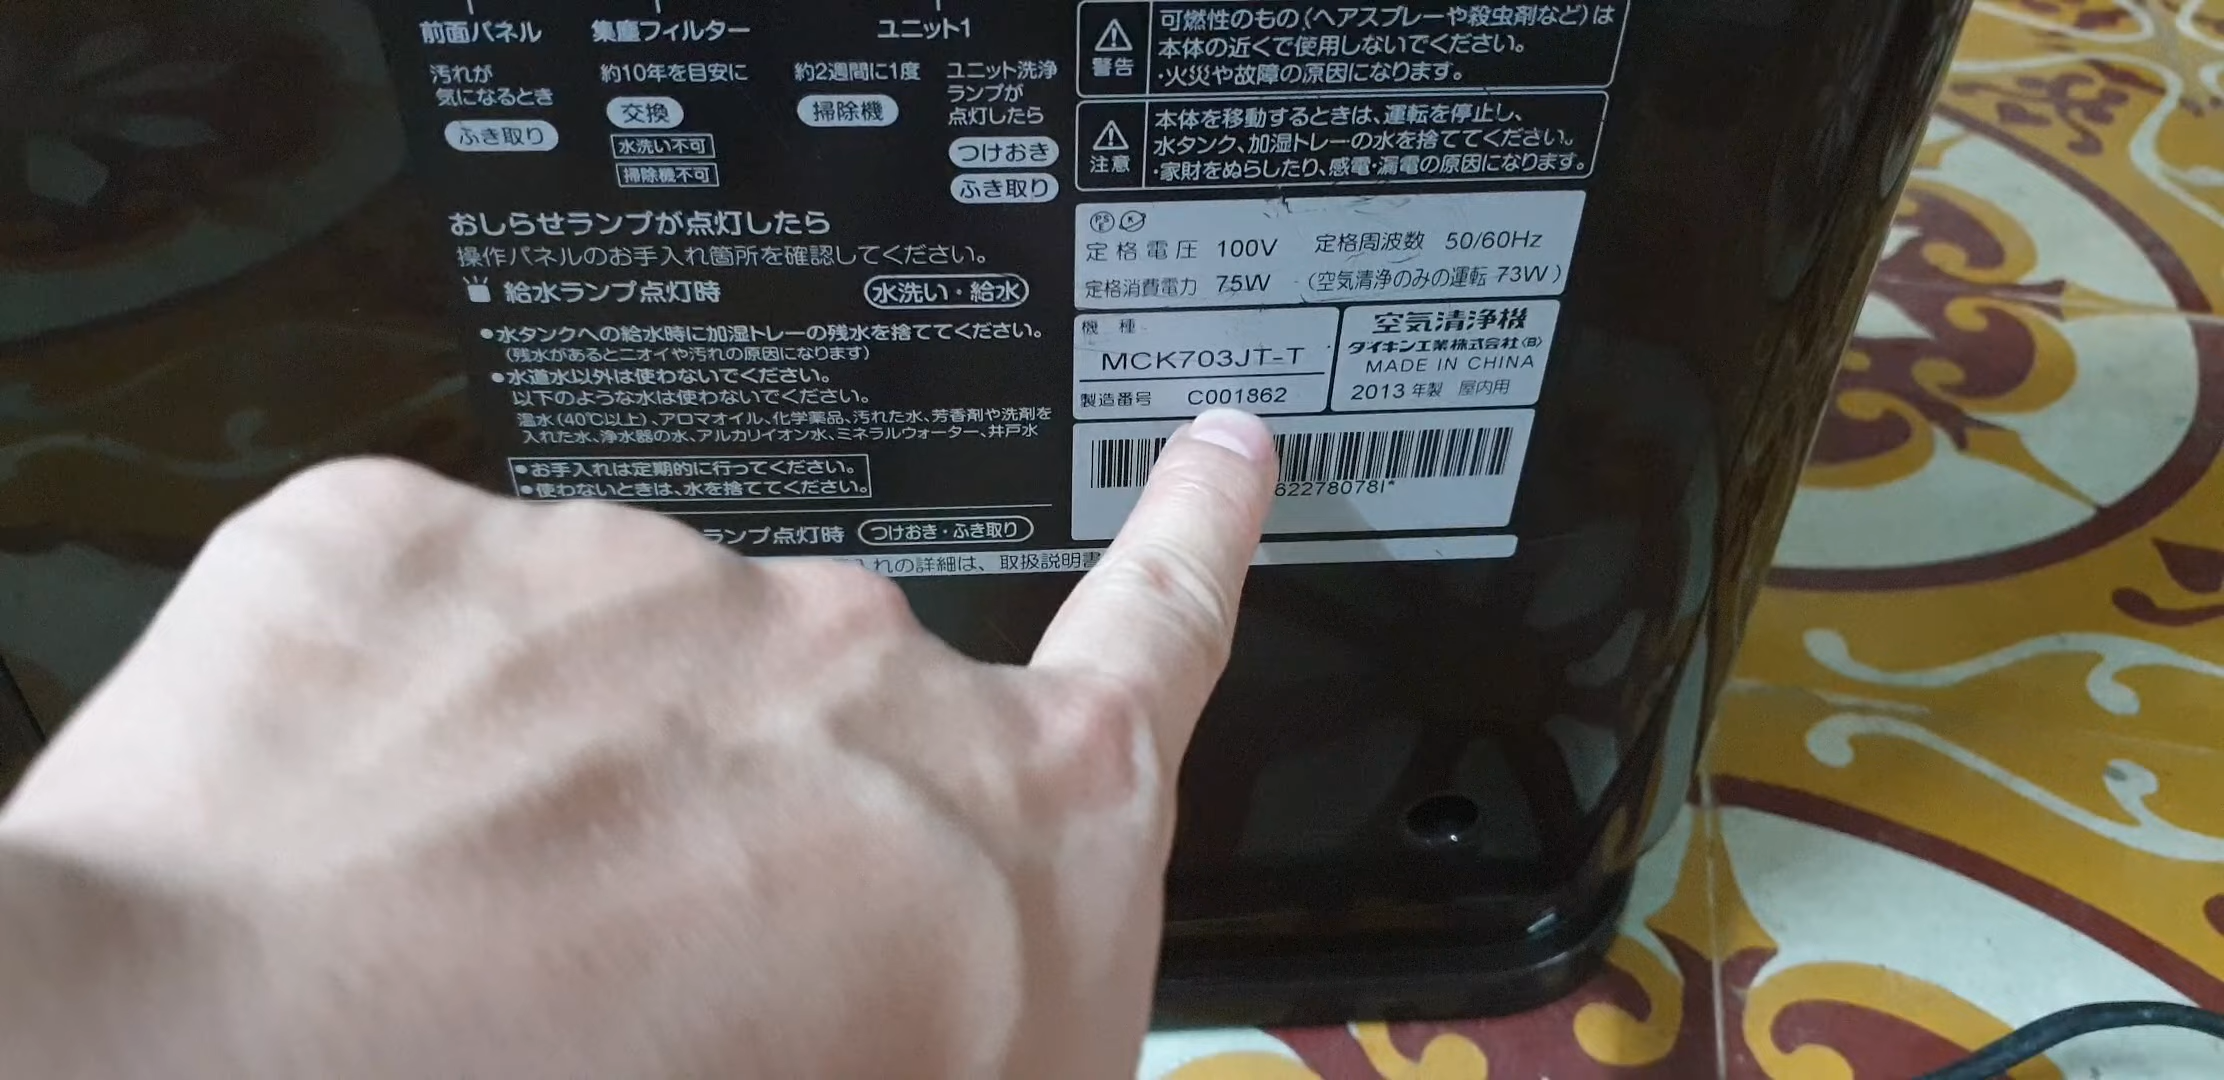 前面パネル
汚れが
気になるとき
ふき取り
集塵フィルター
約10年を目安に
交換
水洗い不可
掃除機不可
ユニット1
約2週間に1度
掃除機
ユニット洗浄
ランプが
点灯したら
つけおき
ふき取り
おしらせランプが点灯したら
操作パネルのお手入れ箇所を確認してください。
給水ランプ点灯時 水洗い・給水
●水タンクへの給水時に加湿トレーの残水を捨ててください。
(残水があるとニオイや汚れの原因になります)
●水道水以外は使わないでください。
以下のような水は使わないでください。
温水(40℃以上)、アロマオイル、化学薬品、汚れた水、芳香剤や洗剤を
入れた水、浄水器の水、アルカリイオン水、ミネラルウォーター、井戸水
●お手入れは定期的に行ってください。
●使わないときは、水を捨ててください。
ランプ点灯時 つけおき・ふき取り
入れの詳細は、取扱説明書
警告
可燃性のもの(ヘアスプレーや殺虫剤など)は
本体の近くで使用しないでください。
・火災や故障の原因になります。
注意
本体を移動するときは、運転を停止し、
水タンク、加湿トレーの水を捨ててください。
・家財をぬらしたり、感電・漏電の原因になります。
PS
E
定格電圧 100V 定格周波数 50/60Hz
定格消費電力 75W (空気清浄のみの運転 73W)
機種
MCK703JT-T
製造番号 C001862
空気清浄機
ダイキン工業株式会社〈B〉
MADE IN CHINA
2013年製 屋内用
62278078I*